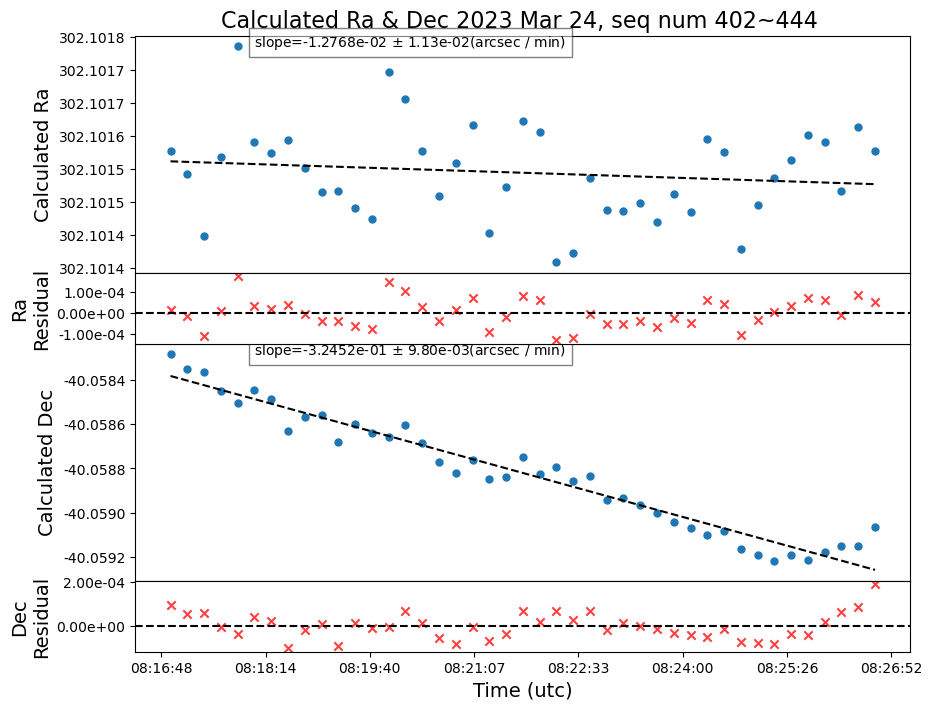 Calculated Ra & Dec 2023 Mar 24, seq num 402~444
slope=-1.2768e-02 ± 1.13e-02(arcsec / min)
Calculated Ra
302.1018
302.1017
302.1017
302.1016
302.1015
302.1015
302.1014
302.1014
Ra
Residual
1.00e-04
0.00e+00
-1.00e-04
slope=-3.2452e-01 ± 9.80e-03(arcsec / min)
Calculated Dec
-40.0584
-40.0586
-40.0588
-40.0590
-40.0592
Dec
Residual
2.00e-04
0.00e+00
08:16:48 08:18:14 08:19:40 08:21:07 08:22:33 08:24:00 08:25:26 08:26:52
Time (utc)